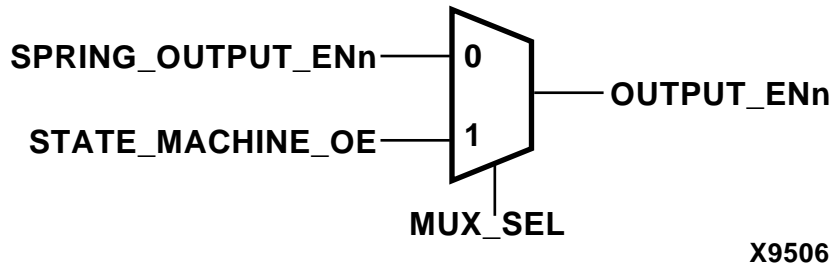 SPRING_OUTPUT_ENn
0
OUTPUT_ENn
STATE_MACHINE_OE
1
MUX_SEL
X9506